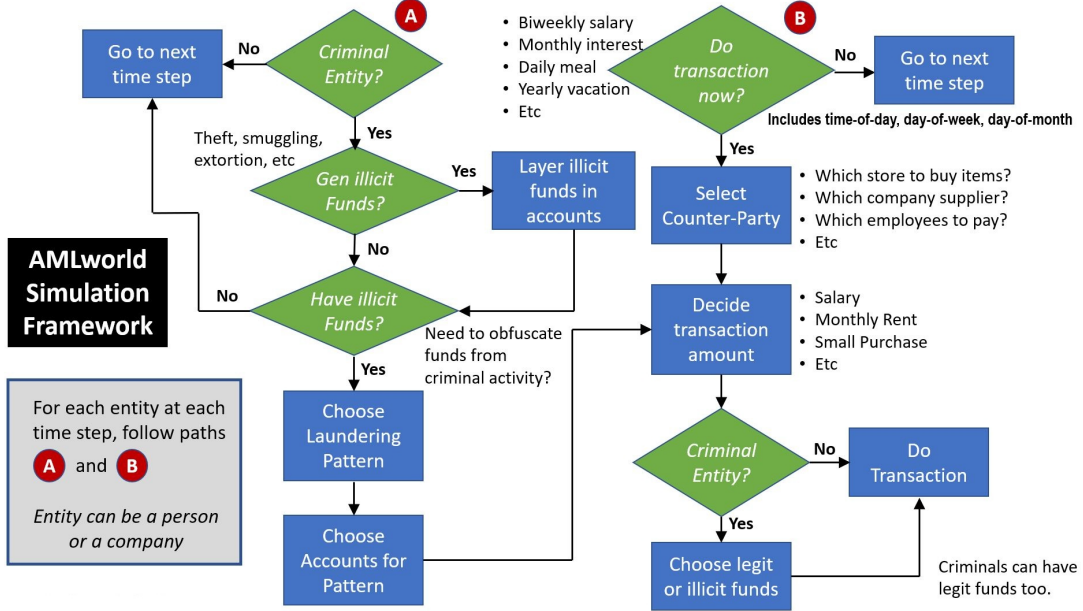 A
Criminal
Entity?
No
Go to next
time step
Yes
Theft, smuggling,
extortion, etc
Gen illicit
Funds?
Yes
Layer illicit
funds in
accounts
No
Have illicit
Funds?
No
Need to obfuscate
funds from
criminal activity?
Yes
Choose
Laundering
Pattern
Choose
Accounts for
Pattern
AMLworld
Simulation
Framework
For each entity at each
time step, follow paths
A and B
Entity can be a person
or a company
B
• Biweekly salary
• Monthly interest
• Daily meal
• Yearly vacation
• Etc
Do
transaction
now?
No
Go to next
time step
Includes time-of-day, day-of-week, day-of-month
Yes
Select
Counter-Party
• Which store to buy items?
• Which company supplier?
• Which employees to pay?
• Etc
Decide
transaction
amount
• Salary
• Monthly Rent
• Small Purchase
• Etc
Criminal
Entity?
No
Do
Transaction
Yes
Choose legit
or illicit funds
Criminals can have
legit funds too.